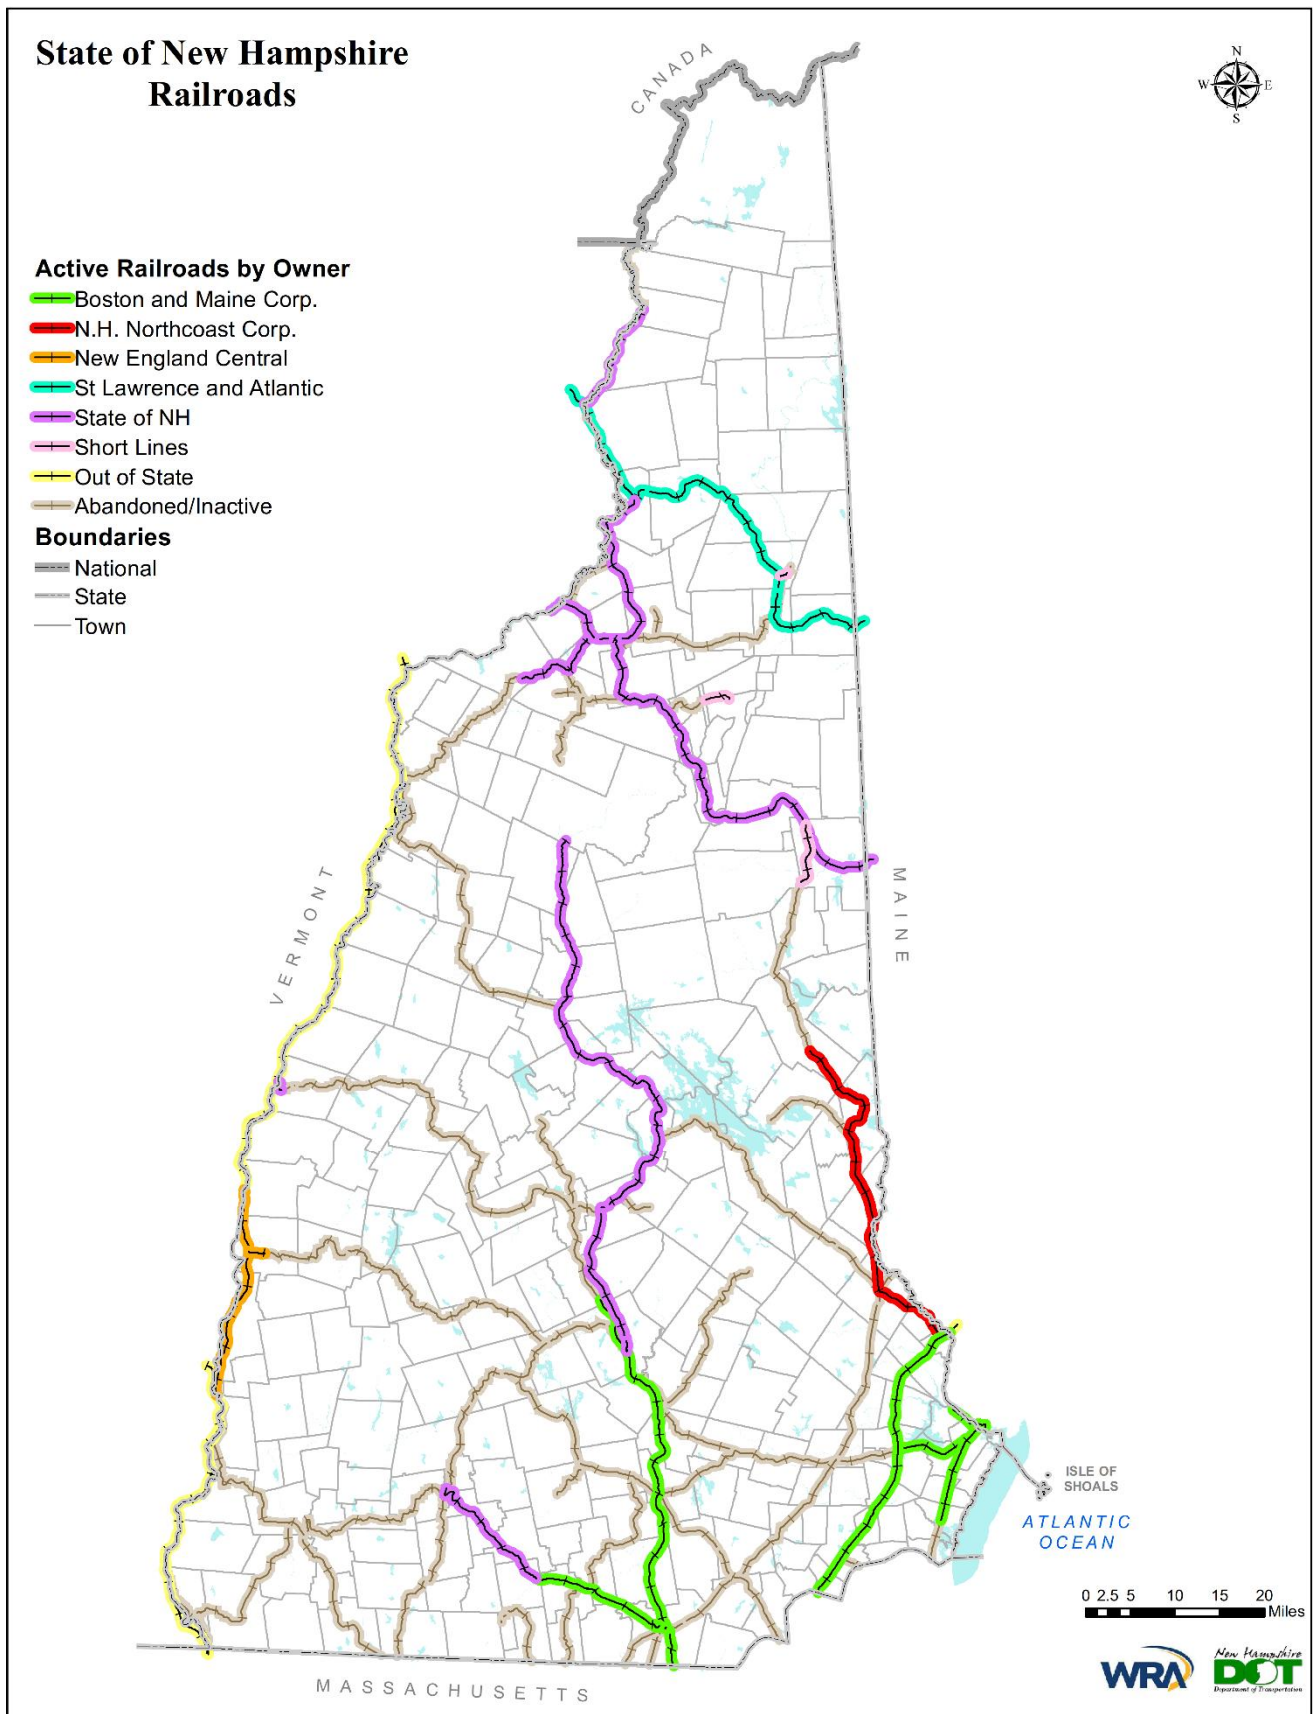 State of New Hampshire
Railroads
CANADA
N
W E
S
Active Railroads by Owner
Boston and Maine Corp.
N.H. Northcoast Corp.
New England Central
St Lawrence and Atlantic
State of NH
Short Lines
Out of State
Abandoned/Inactive
Boundaries
National
State
Town
VERMONT
MAINE
ISLE OF
SHOALS
ATLANTIC
OCEAN
0 2.5 5 10 15 20
Miles
MASSACHUSETTS
WRA
New Hampshire
DOT
Department of Transportation